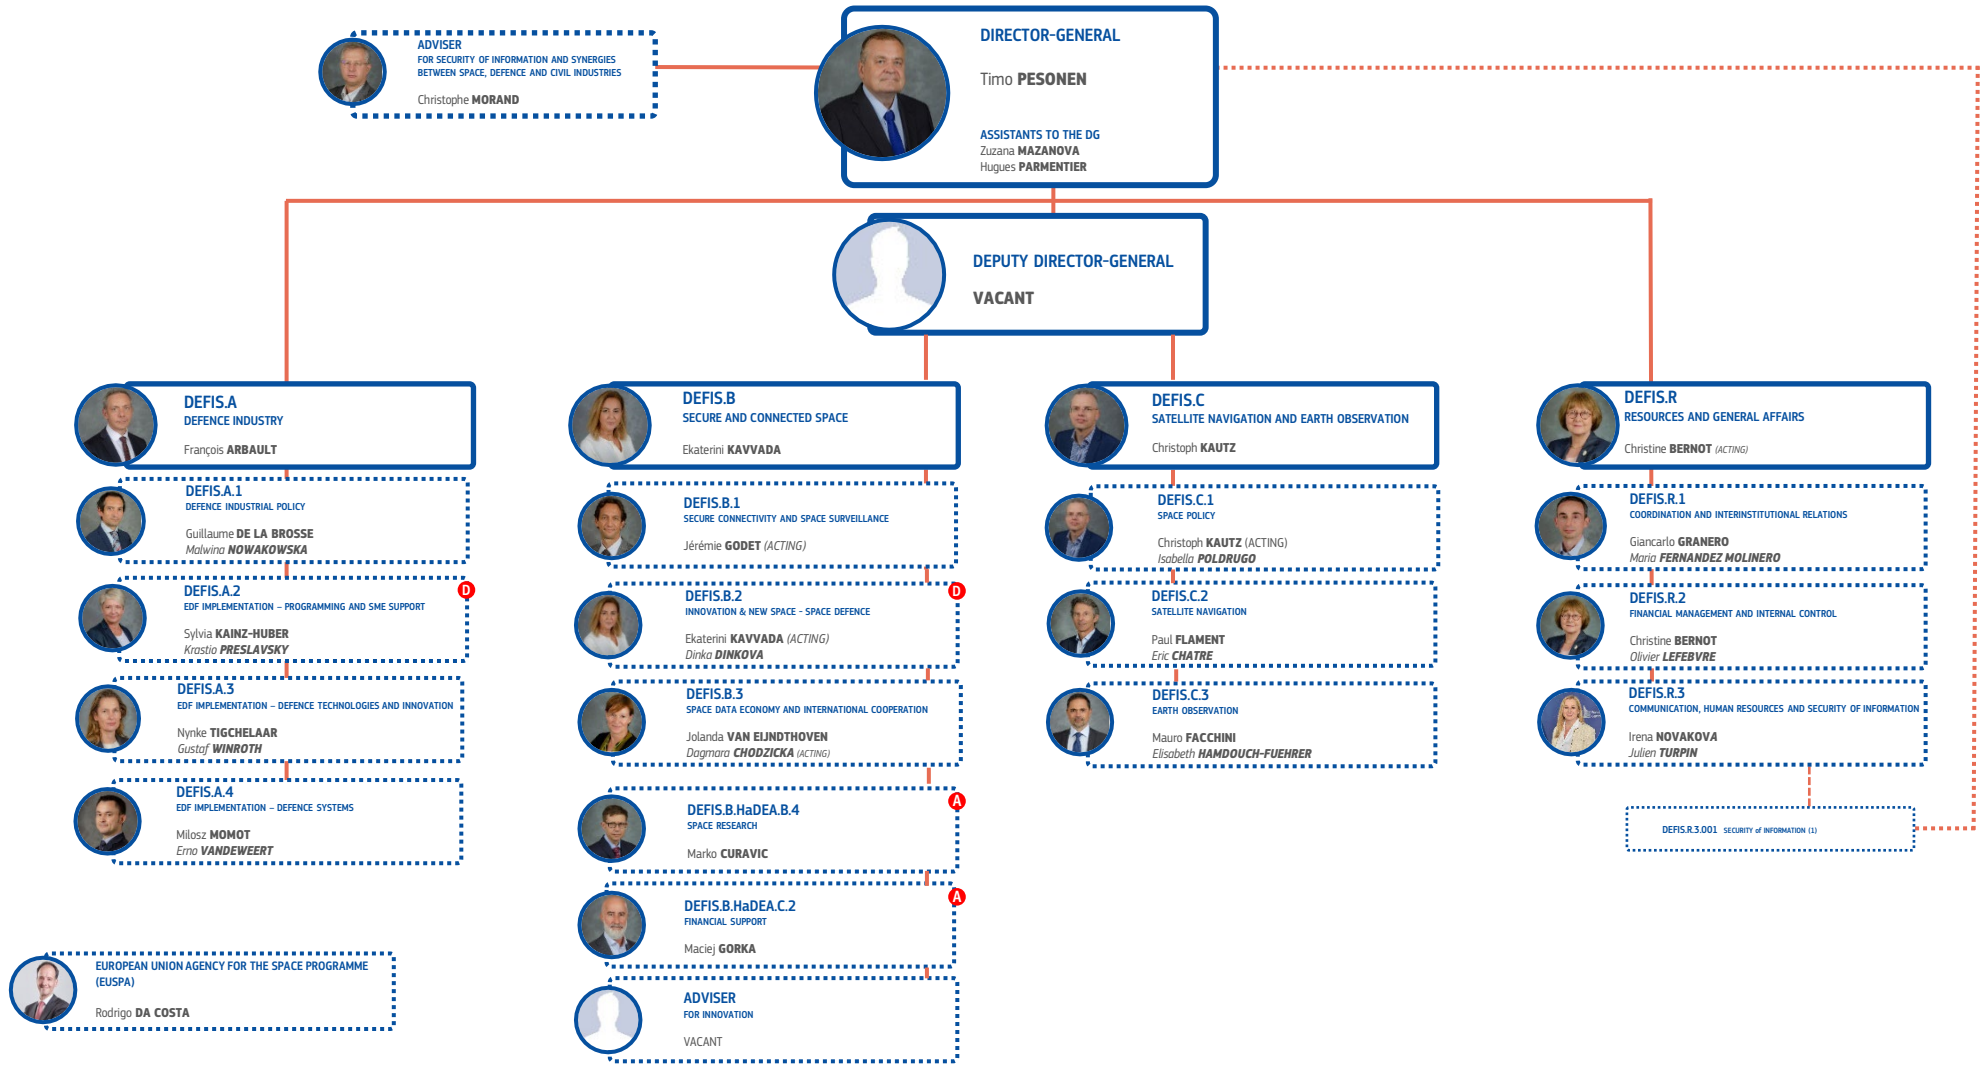 ADVISER
FOR SECURITY OF INFORMATION AND SYNERGIES
BETWEEN SPACE, DEFENCE AND CIVIL INDUSTRIES
Christophe MORAND
DIRECTOR-GENERAL
Timo PESONEN
ASSISTANTS TO THE DG
Zuzana MAZANOVA
Hugues PARMENTIER
DEPUTY DIRECTOR-GENERAL
VACANT
DEFIS.A
DEFENCE INDUSTRY
François ARBAULT
DEFIS.A.1
DEFENCE INDUSTRIAL POLICY
Guillaume DE LA BROSSE
Malwina NOWAKOWSKA
DEFIS.A.2
D
EDF IMPLEMENTATION – PROGRAMMING AND SME SUPPORT
Sylvia KAINZ-HUBER
Krastio PRESLAVSKY
DEFIS.A.3
EDF IMPLEMENTATION – DEFENCE TECHNOLOGIES AND INNOVATION
Nynke TIGCHELAAR
Gustaf WINROTH
DEFIS.A.4
EDF IMPLEMENTATION – DEFENCE SYSTEMS
Milosz MOMOT
Erno VANDEWEERT
EUROPEAN UNION AGENCY FOR THE SPACE PROGRAMME
(EUSPA)
Rodrigo DA COSTA
DEFIS.B
SECURE AND CONNECTED SPACE
Ekaterini KAVVADA
DEFIS.B.1
SECURE CONNECTIVITY AND SPACE SURVEILLANCE
Jérémie GODET (ACTING)
DEFIS.B.2
D
INNOVATION & NEW SPACE - SPACE DEFENCE
Ekaterini KAVVADA (ACTING)
Dinka DINKOVA
DEFIS.B.3
SPACE DATA ECONOMY AND INTERNATIONAL COOPERATION
Jolanda VAN EIJNDTHOVEN
Dagmara CHODZICKA (ACTING)
A
DEFIS.B.HaDEA.B.4
SPACE RESEARCH
Marko CURAVIC
A
DEFIS.B.HaDEA.C.2
FINANCIAL SUPPORT
Maciej GORKA
ADVISER
FOR INNOVATION
VACANT
DEFIS.C
SATELLITE NAVIGATION AND EARTH OBSERVATION
Christoph KAUTZ
DEFIS.C.1
SPACE POLICY
Christoph KAUTZ (ACTING)
Isabella POLDRUGO
DEFIS.C.2
SATELLITE NAVIGATION
Paul FLAMENT
Eric CHATRE
DEFIS.C.3
EARTH OBSERVATION
Mauro FACCHINI
Elisabeth HAMDOUCH-FUEHRER
DEFIS.R
RESOURCES AND GENERAL AFFAIRS
Christine BERNOT (ACTING)
DEFIS.R.1
COORDINATION AND INTERINSTITUTIONAL RELATIONS
Giancarlo GRANERO
Maria FERNANDEZ MOLINERO
DEFIS.R.2
FINANCIAL MANAGEMENT AND INTERNAL CONTROL
Christine BERNOT
Olivier LEFEBVRE
DEFIS.R.3
COMMUNICATION, HUMAN RESOURCES AND SECURITY OF INFORMATION
Irena NOVAKOVA
Julien TURPIN
DEFIS.R.3.001 SECURITY of INFORMATION (1)